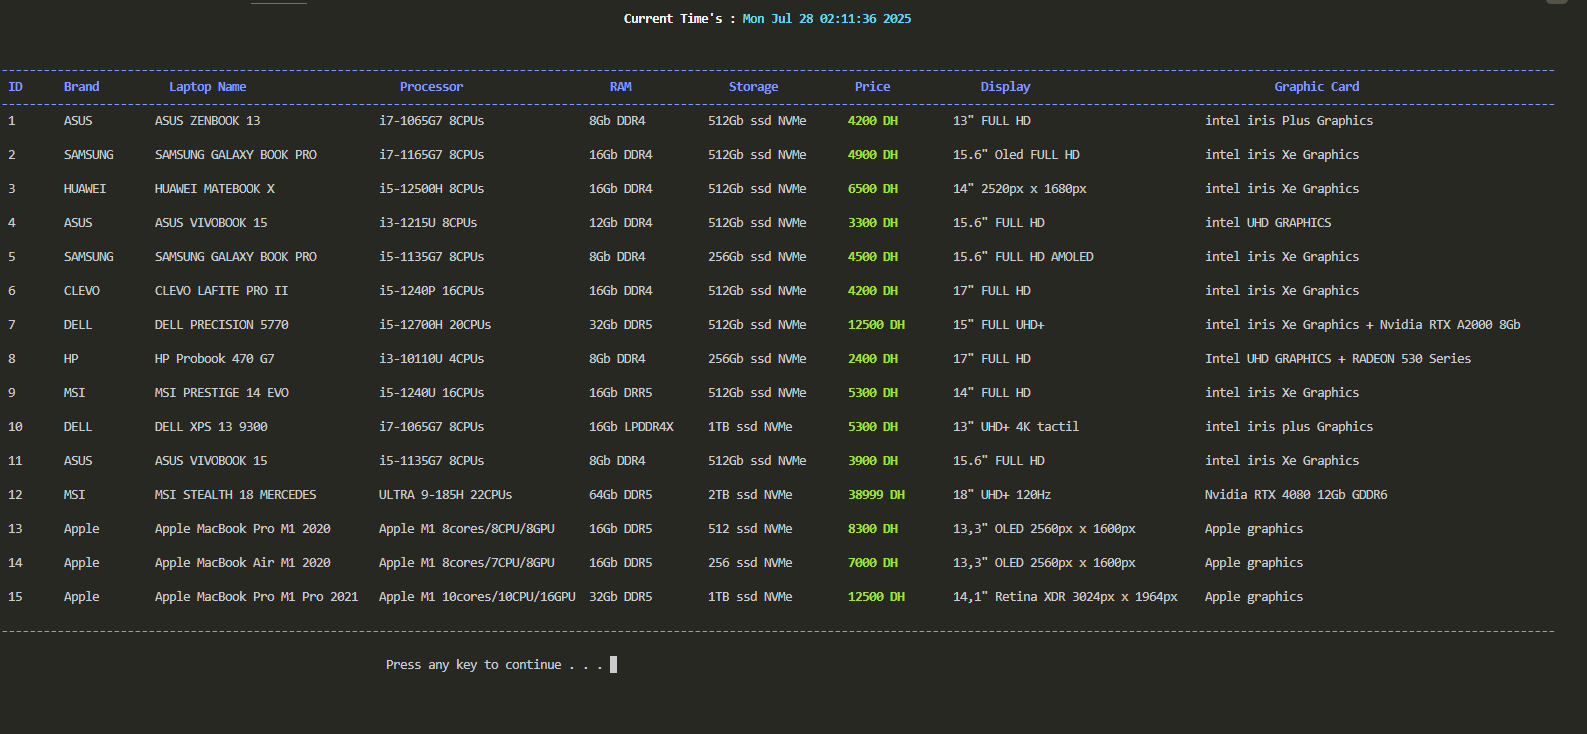 Current Time's : Mon Jul 28 02:11:36 2025
ID Brand Laptop Name Processor RAM Storage Price Display Graphic Card
1 ASUS ASUS ZENBOOK 13 i7-1065G7 8CPUs 8Gb DDR4 512Gb ssd NVMe 4200 DH 13" FULL HD intel iris Plus Graphics
2 SAMSUNG SAMSUNG GALAXY BOOK PRO i7-1165G7 8CPUs 16Gb DDR4 512Gb ssd NVMe 4900 DH 15.6" Oled FULL HD intel iris Xe Graphics
3 HUAWEI HUAWEI MATEBOOK X i5-12500H 8CPUs 16Gb DDR4 512Gb ssd NVMe 6500 DH 14" 2520px x 1680px intel iris Xe Graphics
4 ASUS ASUS VIVOBOOK 15 i3-1215U 8CPUs 12Gb DDR4 512Gb ssd NVMe 3300 DH 15.6" FULL HD intel UHD GRAPHICS
5 SAMSUNG SAMSUNG GALAXY BOOK PRO i5-1135G7 8CPUs 8Gb DDR4 256Gb ssd NVMe 4500 DH 15.6" FULL HD AMOLED intel iris Xe Graphics
6 CLEVO CLEVO LAFITE PRO II i5-1240P 16CPUs 16Gb DDR4 512Gb ssd NVMe 4200 DH 17" FULL HD intel iris Xe Graphics
7 DELL DELL PRECISION 5770 i5-12700H 20CPUs 32Gb DDR5 512Gb ssd NVMe 12500 DH 15" FULL UHD+ intel iris Xe Graphics + Nvidia RTX A2000 8Gb
8 HP HP Probook 470 G7 i3-10110U 4CPUs 8Gb DDR4 256Gb ssd NVMe 2400 DH 17" FULL HD Intel UHD GRAPHICS + RADEON 530 Series
9 MSI MSI PRESTIGE 14 EVO i5-1240U 16CPUs 16Gb DRR5 512Gb ssd NVMe 5300 DH 14" FULL HD intel iris Xe Graphics
10 DELL DELL XPS 13 9300 i7-1065G7 8CPUs 16Gb LPDDR4X 1TB ssd NVMe 5300 DH 13" UHD+ 4K tactil intel iris plus Graphics
11 ASUS ASUS VIVOBOOK 15 i5-1135G7 8CPUs 8Gb DDR4 512Gb ssd NVMe 3900 DH 15.6" FULL HD intel iris Xe Graphics
12 MSI MSI STEALTH 18 MERCEDES ULTRA 9-185H 22CPUs 64Gb DDR5 2TB ssd NVMe 38999 DH 18" UHD+ 120Hz Nvidia RTX 4080 12Gb GDDR6
13 Apple Apple MacBook Pro M1 2020 Apple M1 8cores/8CPU/8GPU 16Gb DDR5 512 ssd NVMe 8300 DH 13,3" OLED 2560px x 1600px Apple graphics
14 Apple Apple MacBook Air M1 2020 Apple M1 8cores/7CPU/8GPU 16Gb DDR5 256 ssd NVMe 7000 DH 13,3" OLED 2560px x 1600px Apple graphics
15 Apple Apple MacBook Pro M1 Pro 2021 Apple M1 10cores/10CPU/16GPU 32Gb DDR5 1TB ssd NVMe 12500 DH 14,1" Retina XDR 3024px x 1964px Apple graphics
Press any key to continue . . .